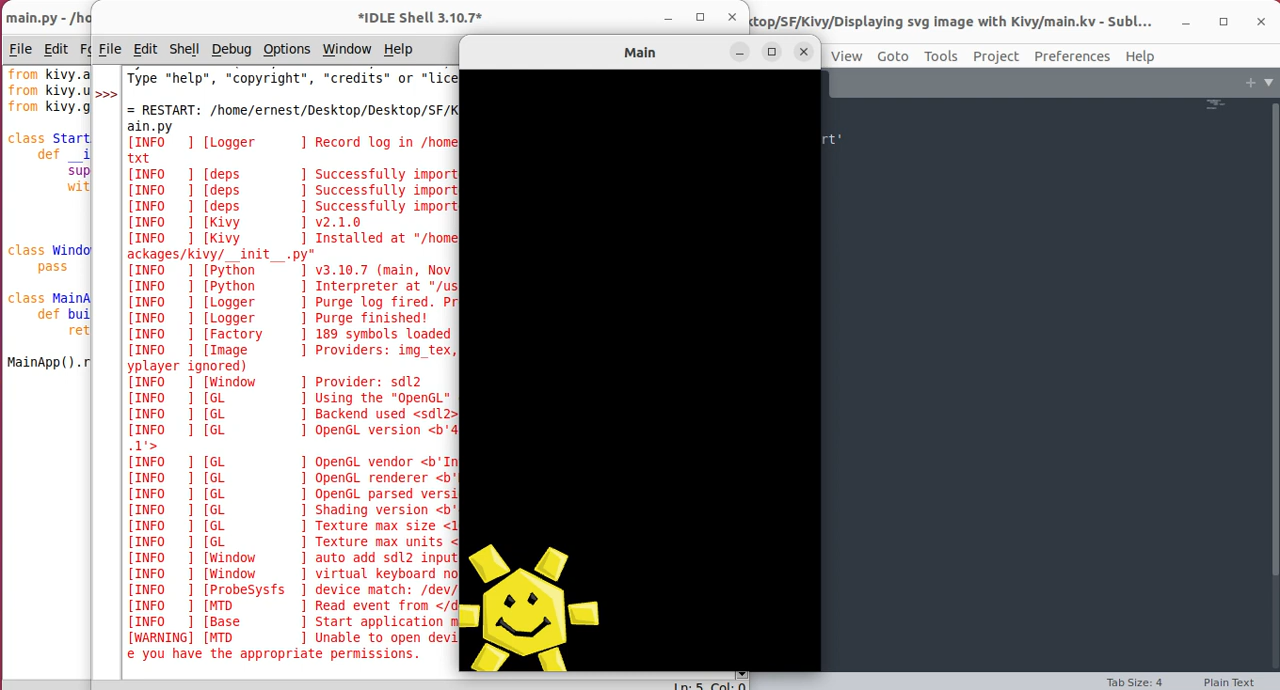 main.py - /ho
File Edit Fo
from kivy.a
from kivy.u
from kivy.g
class Start
def __i
sup
wit
class Windo
pass
class MainA
def bui
ret
MainApp().r
*IDLE Shell 3.10.7*
File Edit Shell Debug Options Window Help
Type "help", "copyright", "credits" or "lice
>>>
= RESTART: /home/ernest/Desktop/Desktop/SF/K
ain.py
[INFO   ] [Logger      ] Record log in /home
txt
[INFO   ] [deps        ] Successfully import
[INFO   ] [deps        ] Successfully import
[INFO   ] [deps        ] Successfully import
[INFO   ] [Kivy        ] v2.1.0
[INFO   ] [Kivy        ] Installed at "/home
ackages/kivy/__init__.py"
[INFO   ] [Python      ] v3.10.7 (main, Nov
[INFO   ] [Python      ] Interpreter at "/us
[INFO   ] [Logger      ] Purge log fired. Pr
[INFO   ] [Logger      ] Purge finished!
[INFO   ] [Factory     ] 189 symbols loaded
[INFO   ] [Image       ] Providers: img_tex,
yplayer ignored)
[INFO   ] [Window      ] Provider: sdl2
[INFO   ] [GL          ] Using the "OpenGL"
[INFO   ] [GL          ] Backend used <sdl2>
[INFO   ] [GL          ] OpenGL version <b'4
.1'>
[INFO   ] [GL          ] OpenGL vendor <b'In
[INFO   ] [GL          ] OpenGL renderer <b'
[INFO   ] [GL          ] OpenGL parsed versi
[INFO   ] [GL          ] Shading version <b'
[INFO   ] [GL          ] Texture max size <1
[INFO   ] [GL          ] Texture max units <
[INFO   ] [Window      ] auto add sdl2 input
[INFO   ] [Window      ] virtual keyboard no
[INFO   ] [ProbeSysfs  ] device match: /dev/
[INFO   ] [MTD         ] Read event from </d
[INFO   ] [Base        ] Start application m
[WARNING] [MTD         ] Unable to open devi
e you have the appropriate permissions.
Ln: 5 Col: 0
Main
ktop/SF/Kivy/Displaying svg image with Kivy/main.kv - Subl...
View Goto Tools Project Preferences Help
rt'
Tab Size: 4 Plain Text